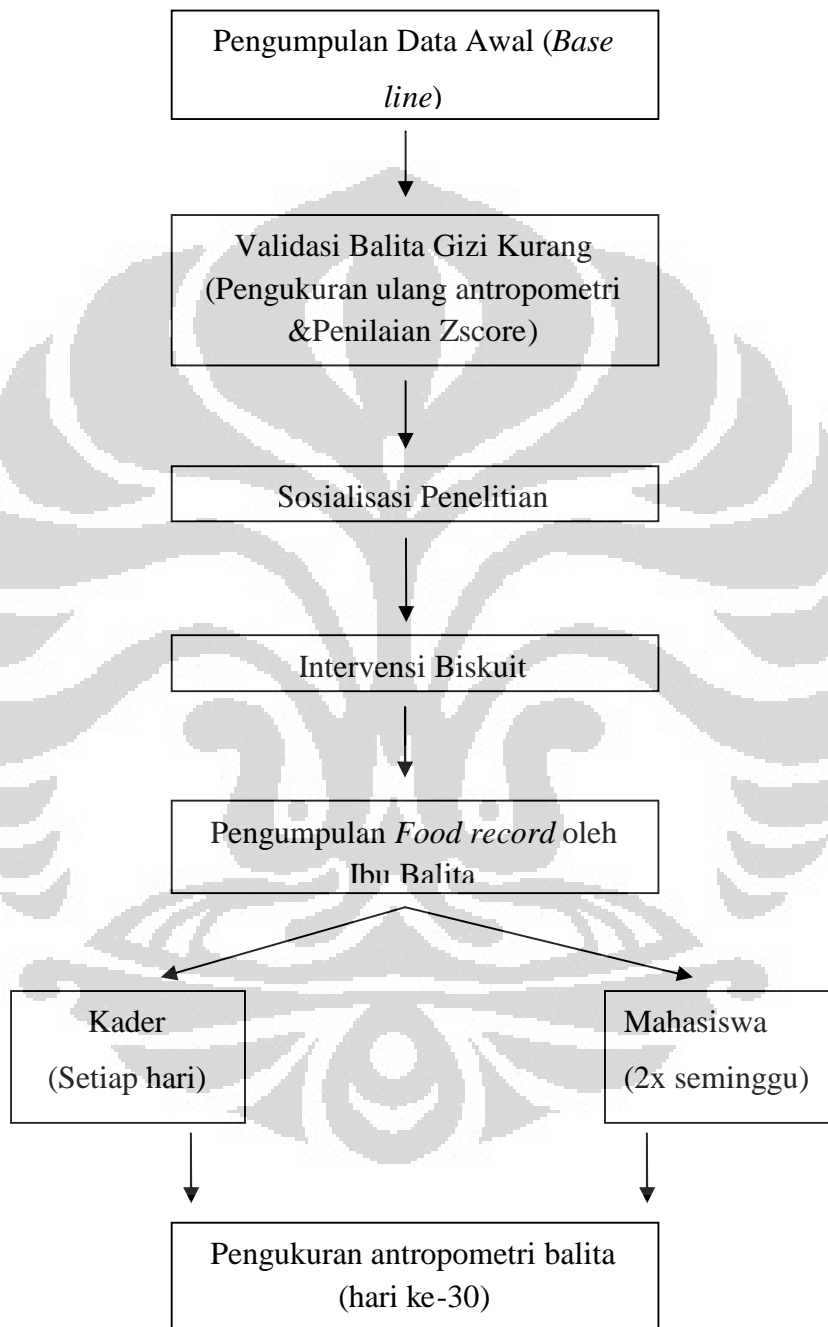 Pengumpulan Data Awal (Base
line)
Validasi Balita Gizi Kurang
(Pengukuran ulang antropometri
&Penilaian Zscore)
Sosialisasi Penelitian
Intervensi Biskuit
Pengumpulan Food record oleh
Ibu Balita
Kader
(Setiap hari)
Mahasiswa
(2x seminggu)
Pengukuran antropometri balita
(hari ke-30)